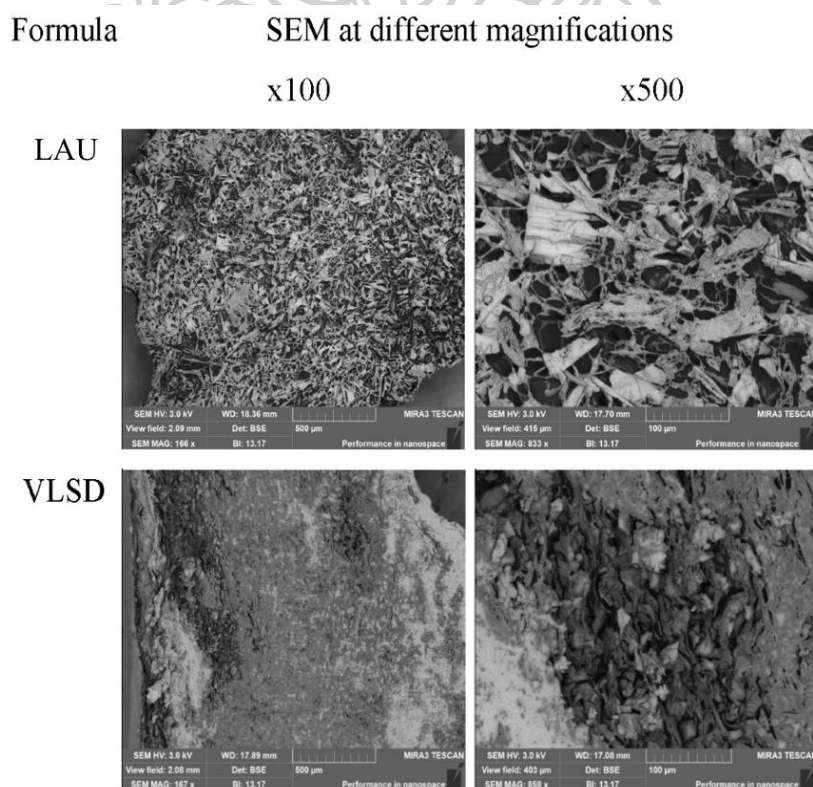 Formula SEM at different magnifications
x100 x500
LAU
SEM HV: 3.0 kV WD: 18.36 mm MIRA3 TESCAN
View field: 2.09 mm Det: BSE 500 µm
SEM MAG: 166 x BI: 13.17 Performance in nanospace
SEM HV: 3.0 kV WD: 17.70 mm MIRA3 TESCAN
View field: 415 µm Det: BSE 100 µm
SEM MAG: 833 x BI: 13.17 Performance in nanospace
VLSD
SEM HV: 3.0 kV WD: 17.89 mm MIRA3 TESCAN
View field: 2.08 mm Det: BSE 500 µm
SEM MAG: 167 x BI: 13.17 Performance in nanospace
SEM HV: 3.0 kV WD: 17.08 mm MIRA3 TESCAN
View field: 403 µm Det: BSE 100 µm
SEM MAG: 858 x BI: 13.17 Performance in nanospace